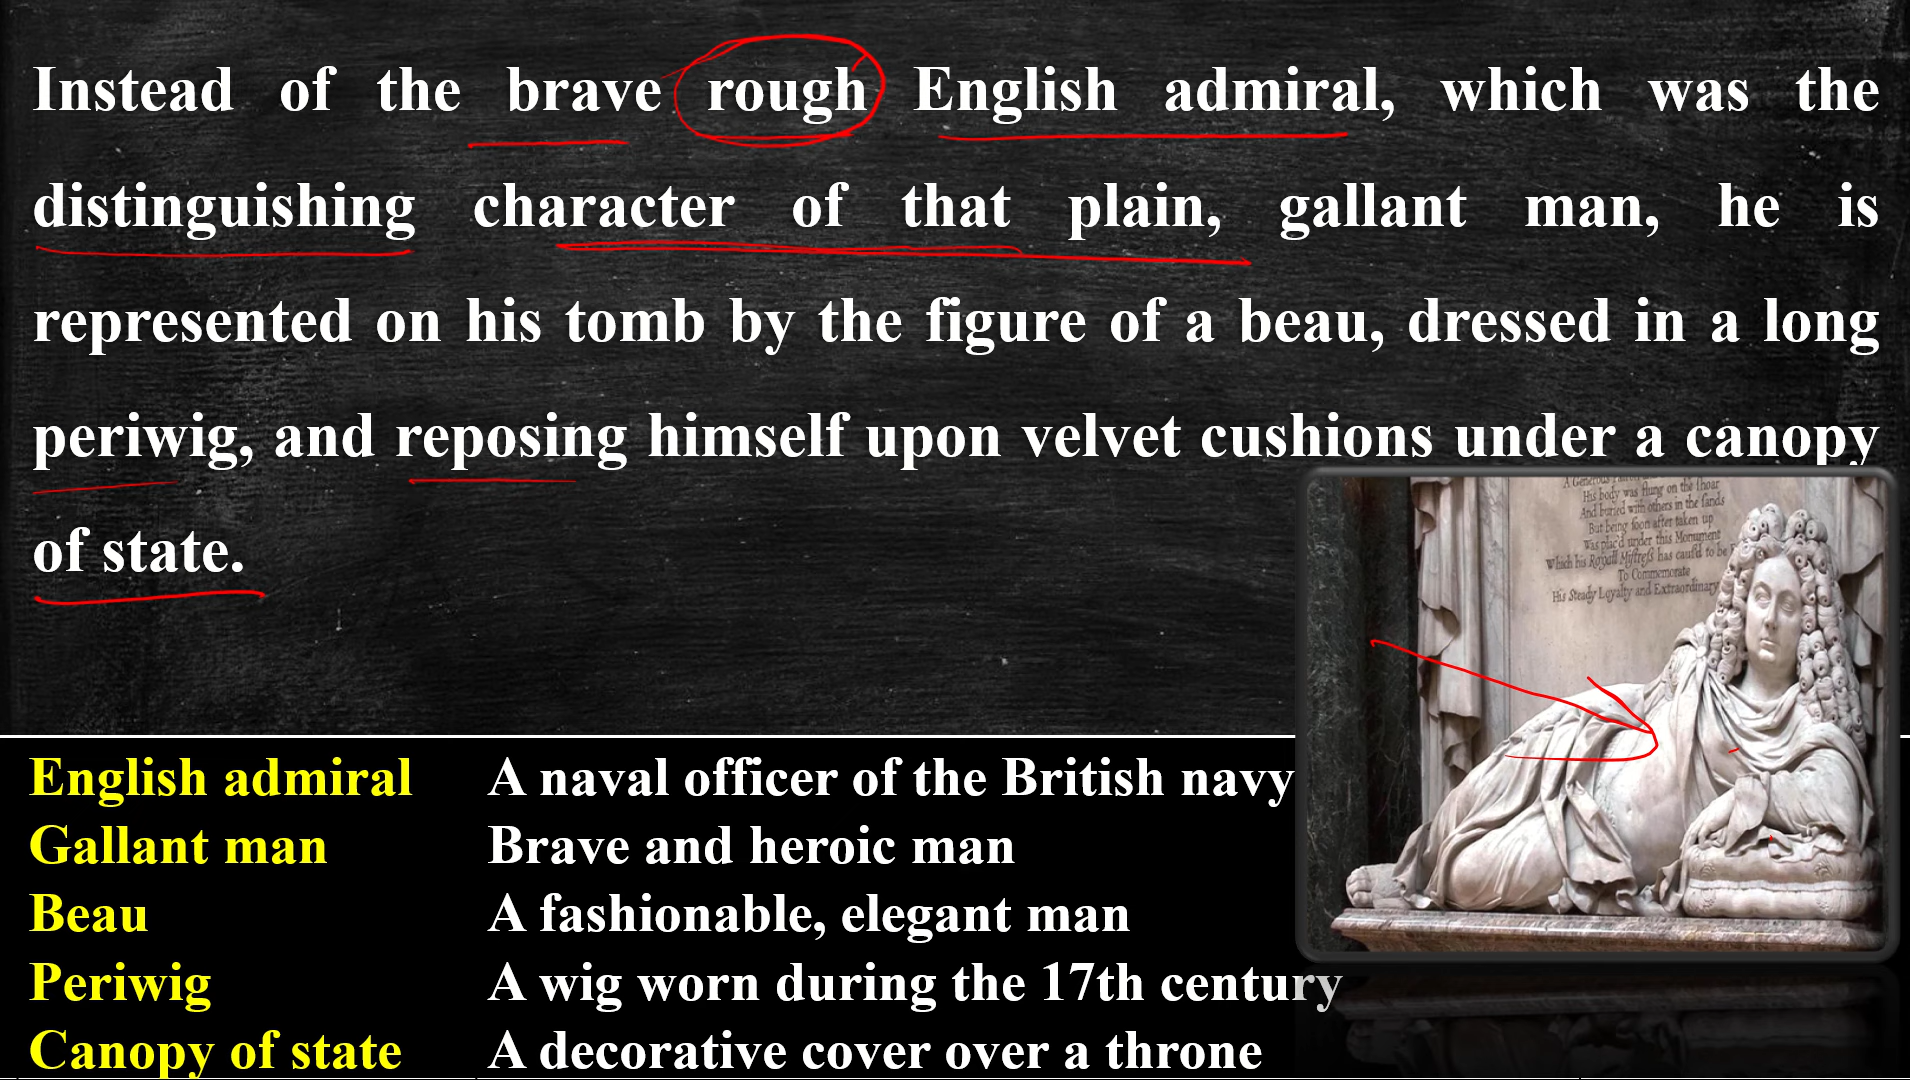 Instead of the brave rough English admiral, which was the
distinguishing character of that plain, gallant man, he is
represented on his tomb by the figure of a beau, dressed in a long
periwig, and reposing himself upon velvet cushions under a canopy
of state.
A Generous
His body was flung on the Shoar
And buried with others in the sands
But being soon after taken up
Was plac'd under this Monument
Which his Royall Mistress has caus'd to be
To Commemorate
His Steady Loyalty and Extraordinary
English admiral A naval officer of the British navy
Gallant man Brave and heroic man
Beau A fashionable, elegant man
Periwig A wig worn during the 17th century
Canopy of state A decorative cover over a throne